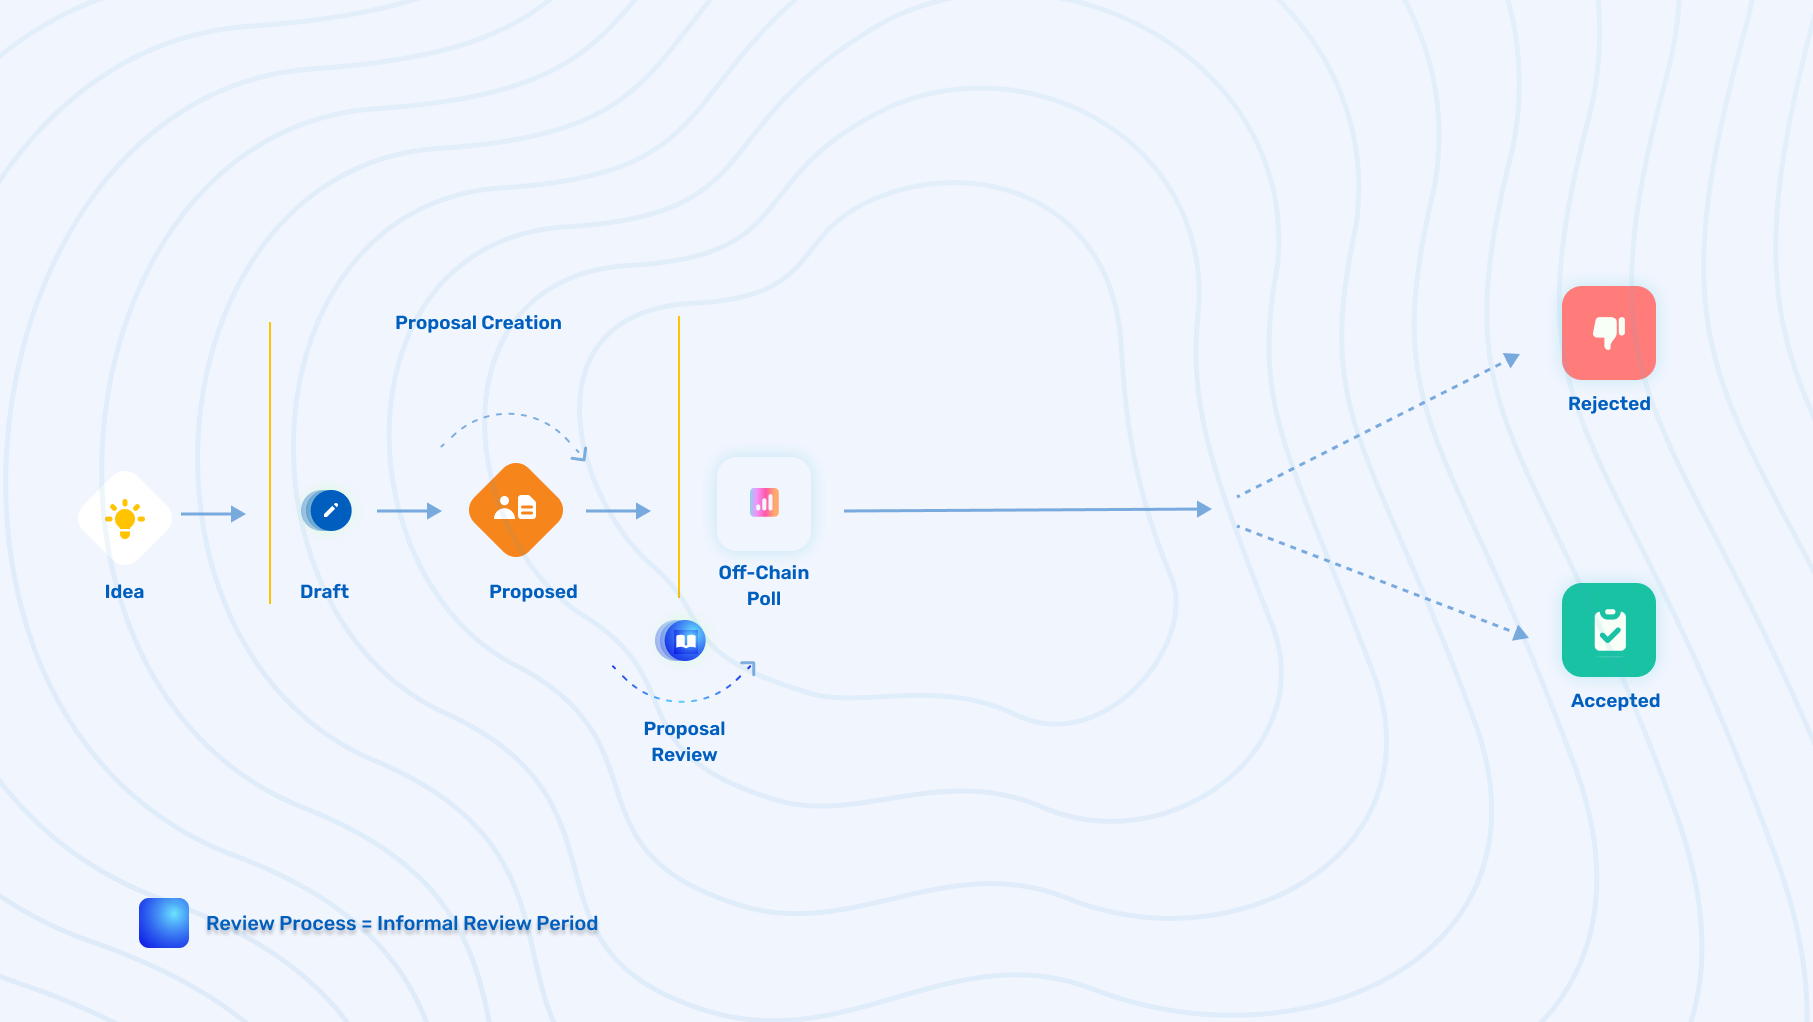 Proposal Creation
Rejected
Idea
Draft
Proposed
Off-Chain
Poll
Proposal
Review
Accepted
Review Process = Informal Review Period